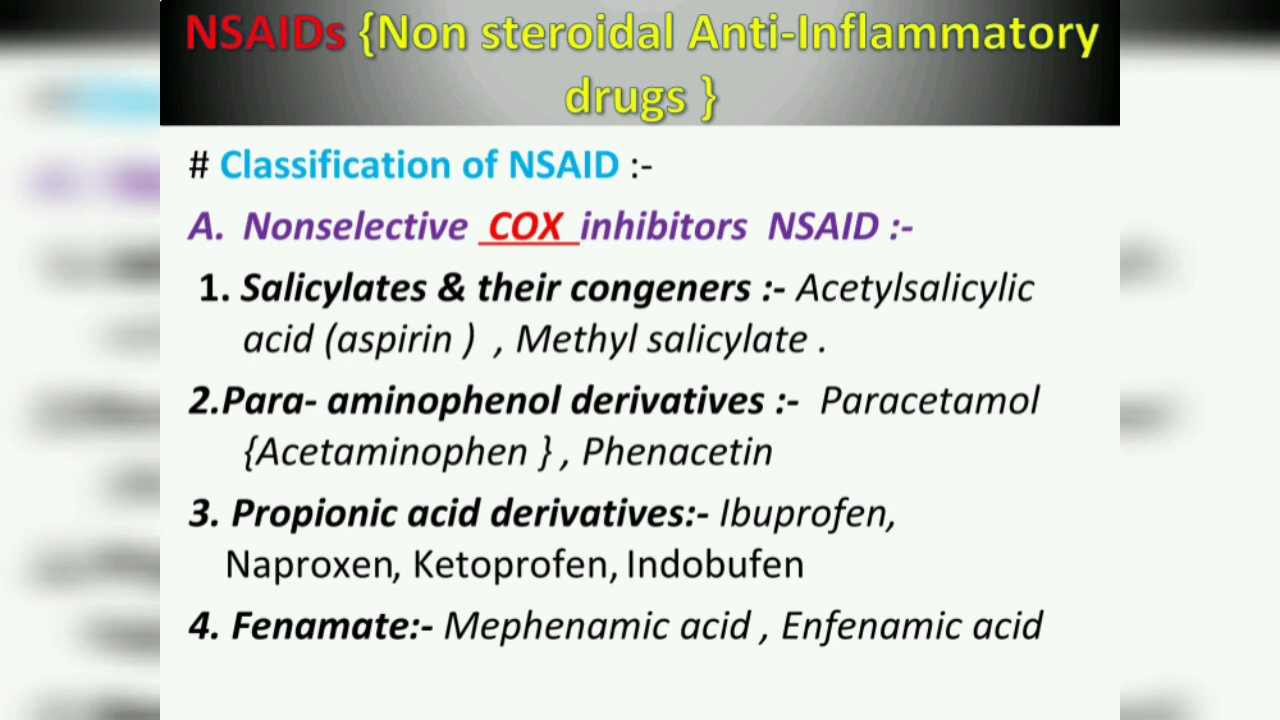 NSAIDs {Non steroidal Anti-Inflammatory
drugs }
# Classification of NSAID :-
A. Nonselective COX inhibitors NSAID :-
1. Salicylates & their congeners :- Acetylsalicylic
acid (aspirin ) , Methyl salicylate .
2.Para- aminophenol derivatives :- Paracetamol
{Acetaminophen } , Phenacetin
3. Propionic acid derivatives:- Ibuprofen,
Naproxen, Ketoprofen, Indobufen
4. Fenamate:- Mephenamic acid , Enfenamic acid